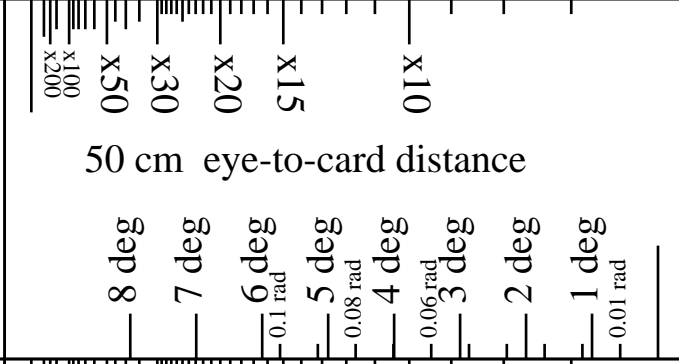 x200 x100 x50 x30 x20 x15 x10
50 cm eye-to-card distance
8 deg 7 deg 6 deg 0.1 rad 5 deg 0.08 rad 4 deg 0.06 rad 3 deg 2 deg 1 deg 0.01 rad